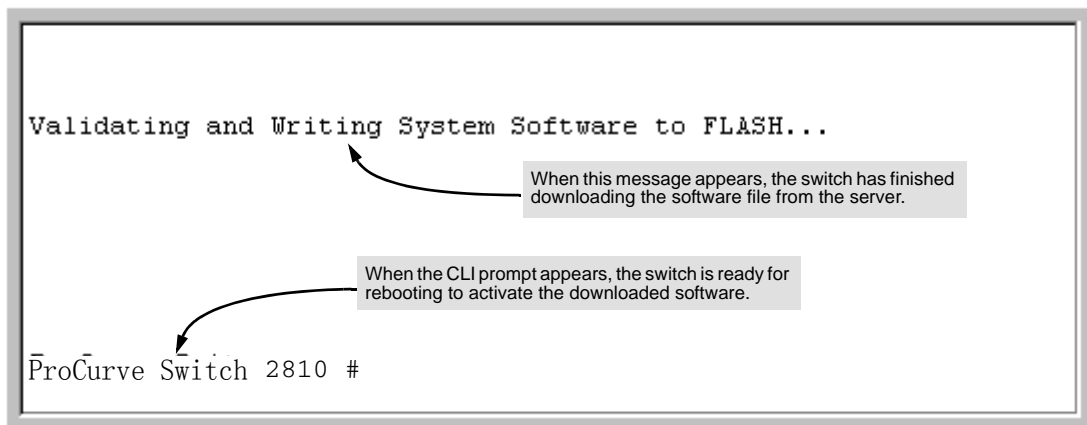 Validating and Writing System Software to FLASH...
When this message appears, the switch has finished
downloading the software file from the server.
When the CLI prompt appears, the switch is ready for
rebooting to activate the downloaded software.
ProCurve Switch 2810 #